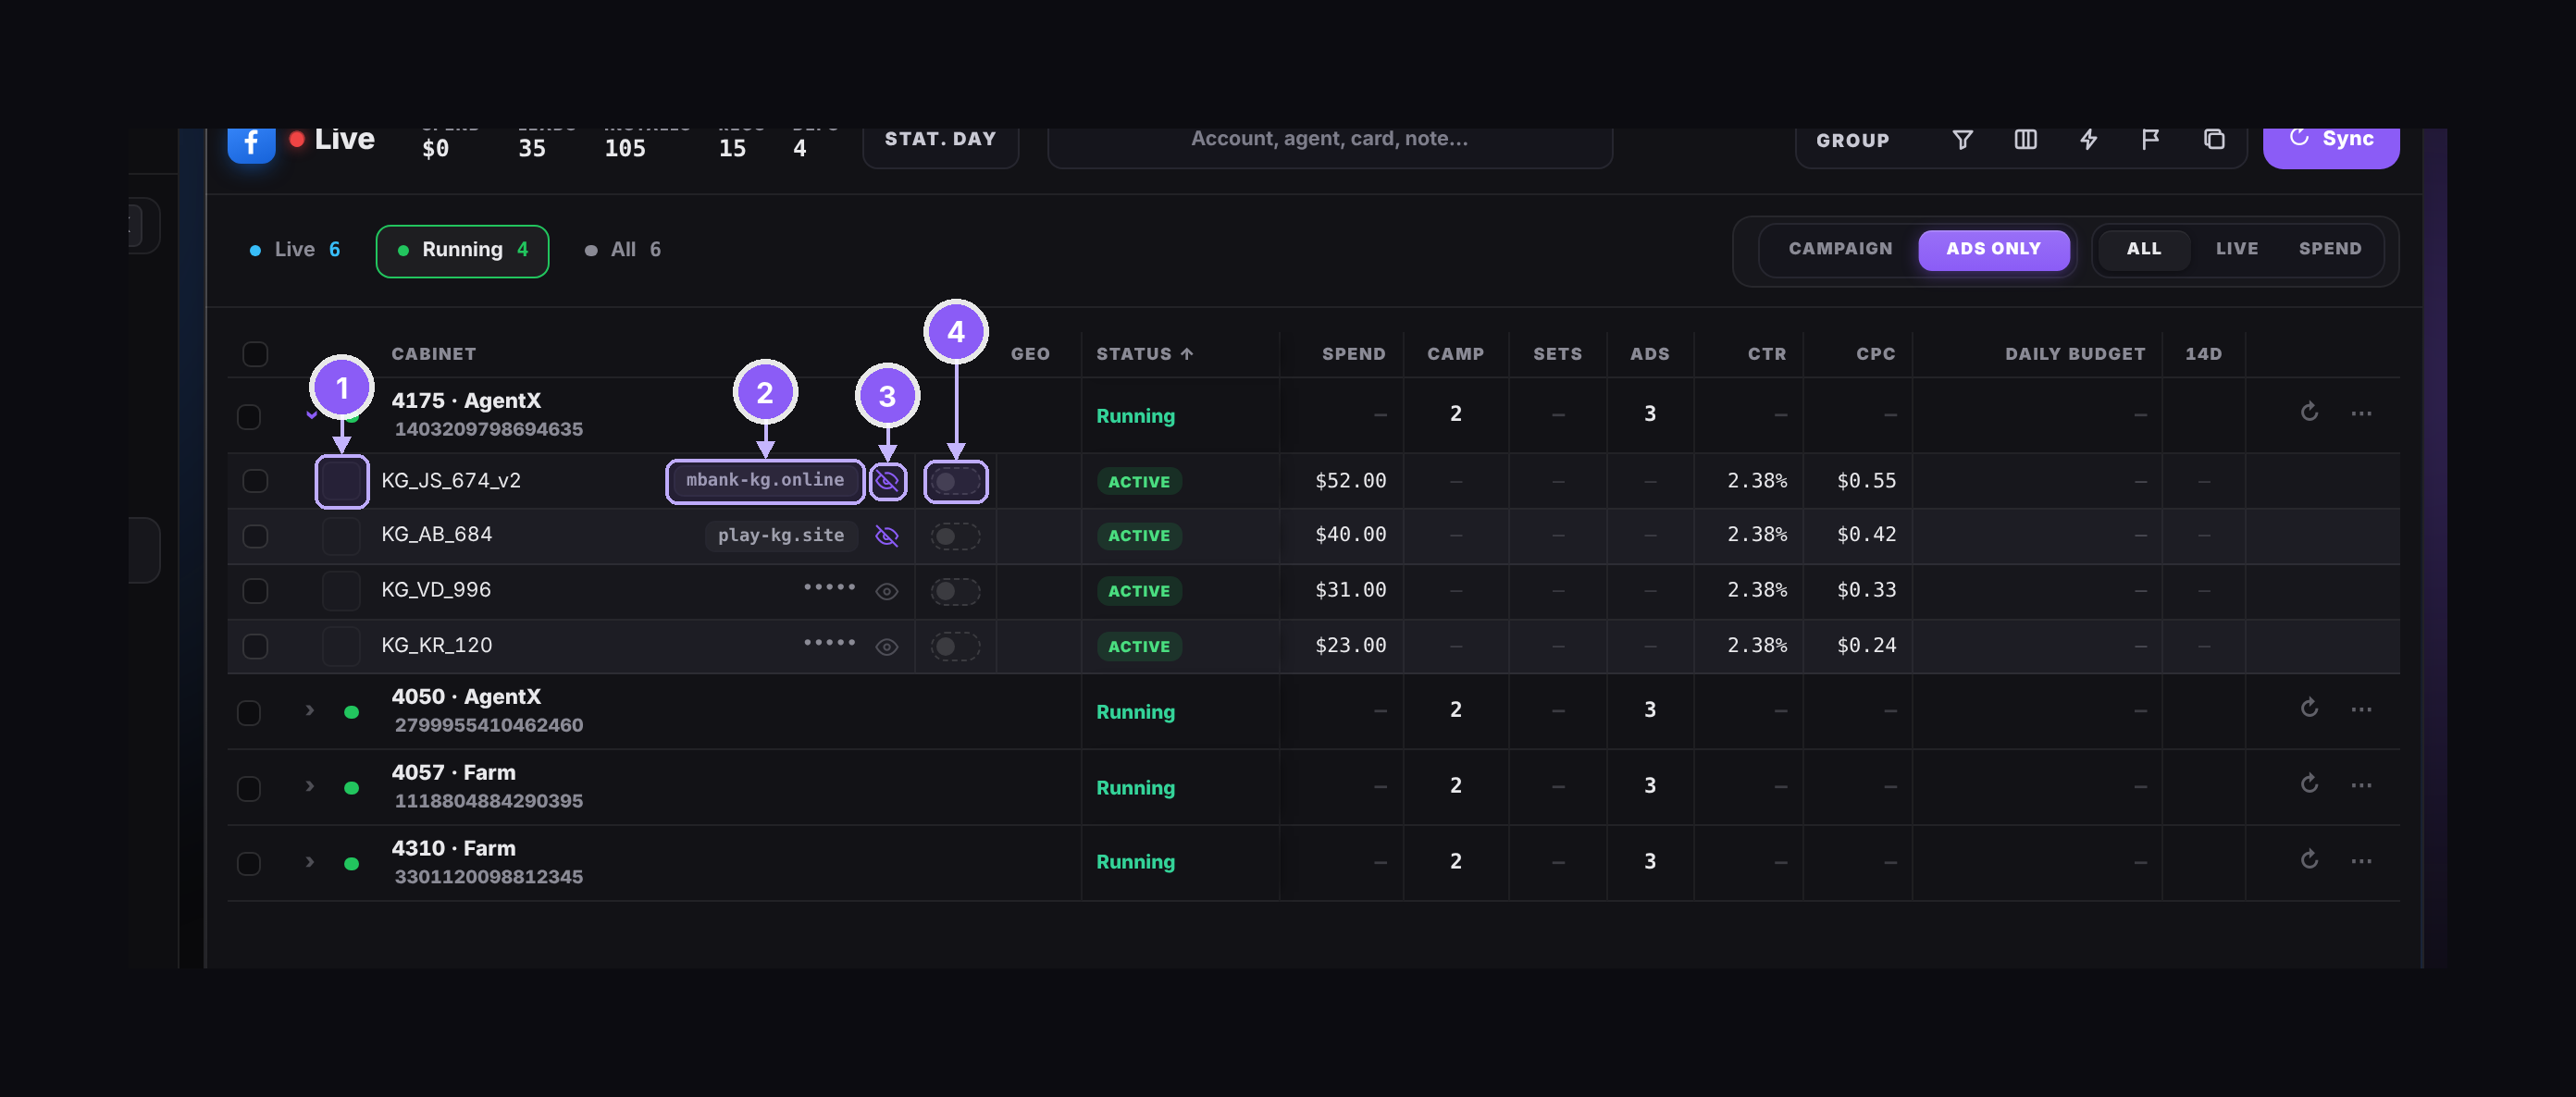 Live $0 35 105 15 4 STAT. DAY Account, agent, card, note... GROUP Sync
Live 6 Running 4 All 6 CAMPAIGN ADS ONLY ALL LIVE SPEND
CABINET GEO STATUS ↑ SPEND CAMP SETS ADS CTR CPC DAILY BUDGET 14D
1 2 3 4
4175 · AgentX Running — 2 — 3 — — —
1403209798694635
KG_JS_674_v2 mbank-kg.online ACTIVE $52.00 — — — 2.38% $0.55 — —
KG_AB_684 play-kg.site ACTIVE $40.00 — — — 2.38% $0.42 — —
KG_VD_996 ••••• ACTIVE $31.00 — — — 2.38% $0.33 — —
KG_KR_120 ••••• ACTIVE $23.00 — — — 2.38% $0.24 — —
4050 · AgentX Running — 2 — 3 — — —
2799955410462460
4057 · Farm Running — 2 — 3 — — —
1118804884290395
4310 · Farm Running — 2 — 3 — — —
3301120098812345